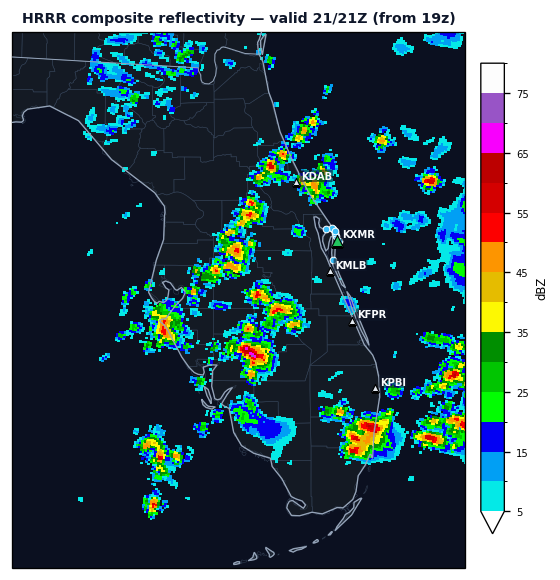 HRRR composite reflectivity — valid 21/21Z (from 19z)
KDAB
KXMR
KMLB
KFPR
KPBI
75
65
55
45
35
25
15
5
dBZ